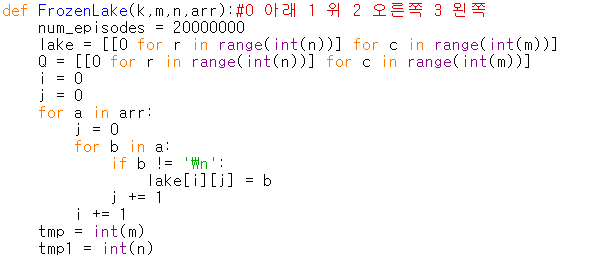 def FrozenLake(k,m,n,arr):#0 아래 1 위 2 오른쪽 3 왼쪽
    num_episodes = 20000000
    lake = [[0 for r in range(int(n))] for c in range(int(m))]
    Q = [[0 for r in range(int(n))] for c in range(int(m))]
    i = 0
    j = 0
    for a in arr:
        j = 0
        for b in a:
            if b != '₩n':
                lake[i][j] = b
            j += 1
        i += 1
    tmp = int(m)
    tmp1 = int(n)